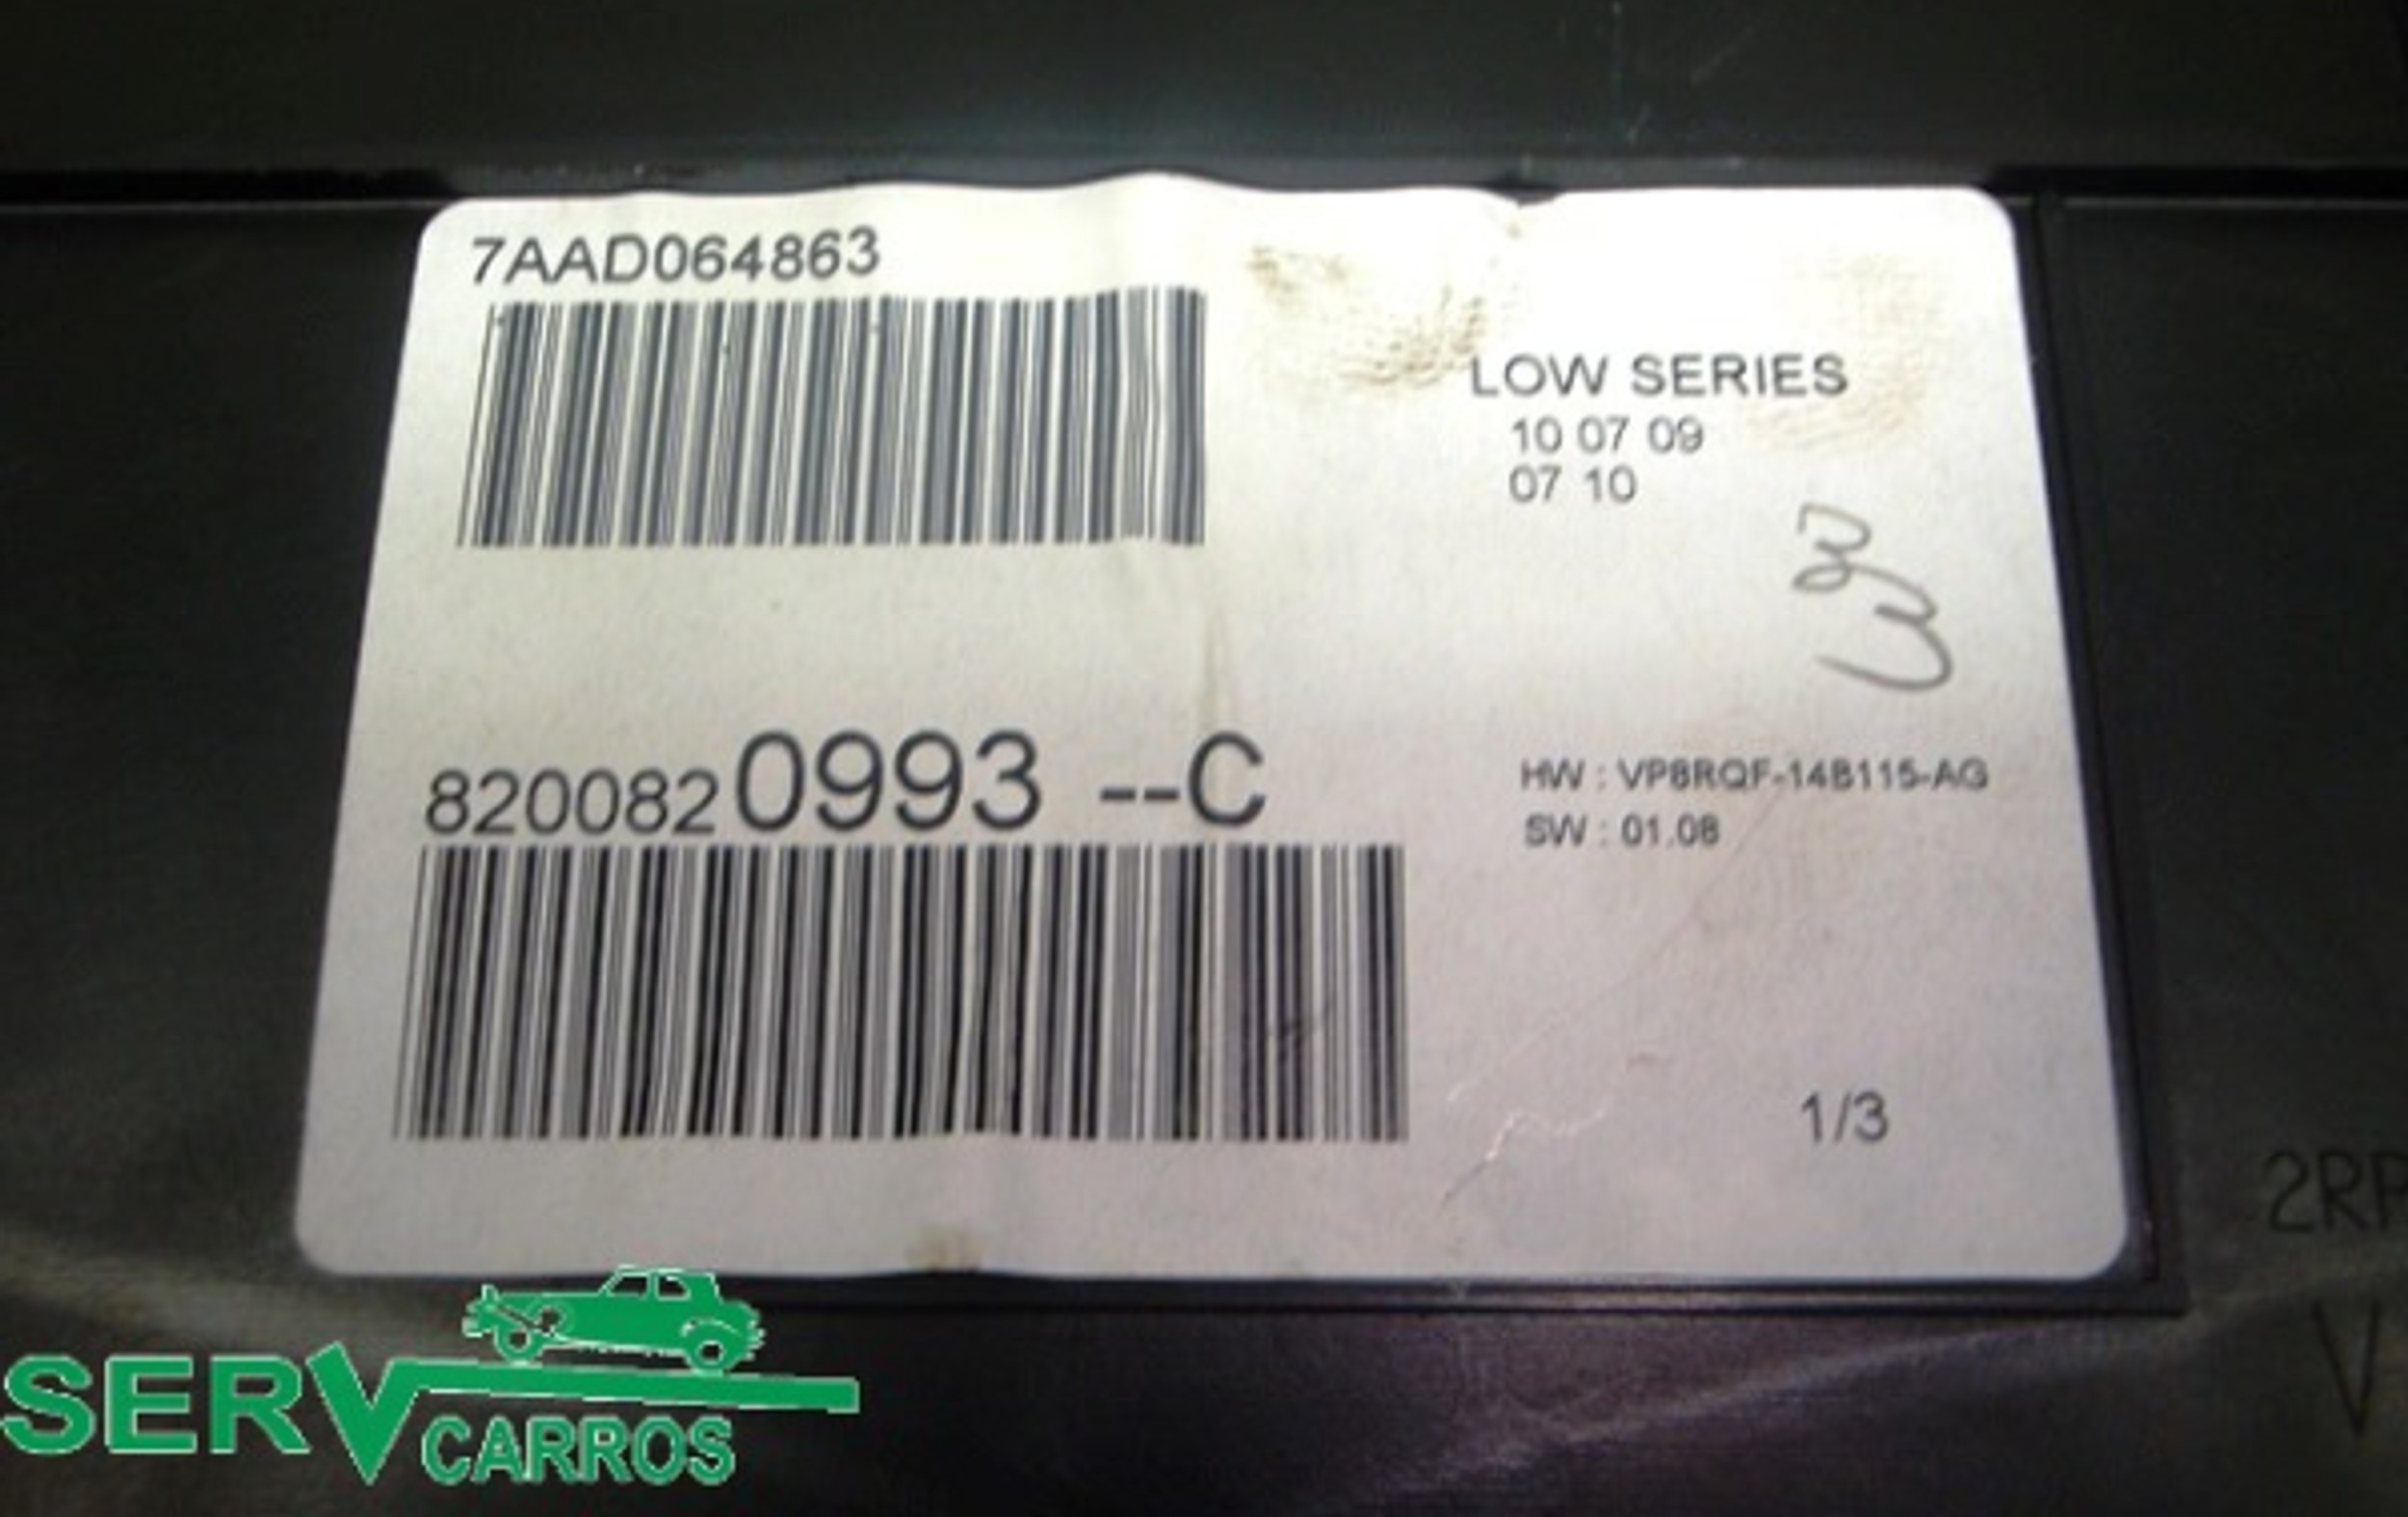 7AAD064863
LOW SERIES
10 07 09
07 10
8200820993 --C
HW : VP8RQF-14B115-AG
SW : 01.08
1/3
2RP
V
SERV
CARROS